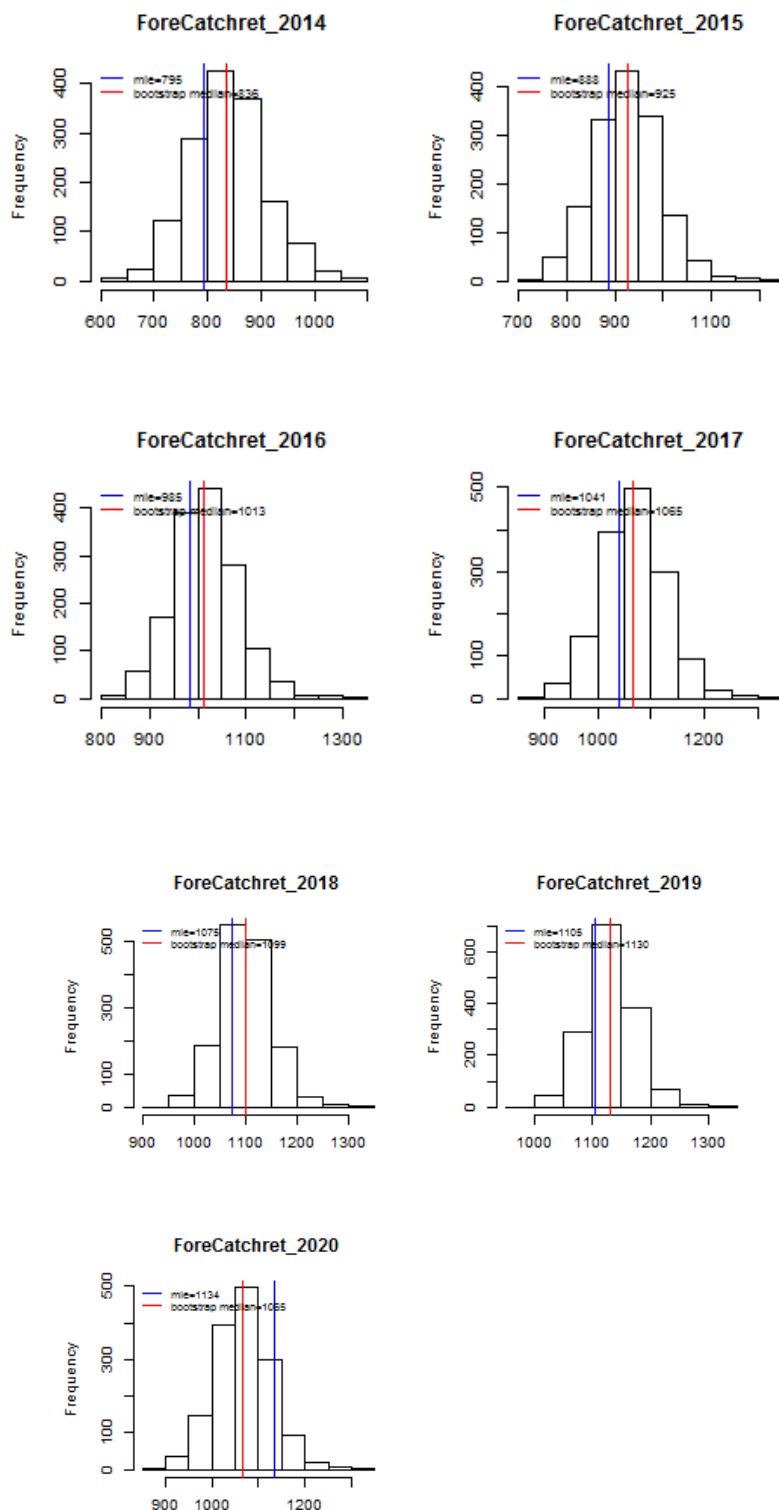 ForeCatchret_2014
mle=795
bootstrap median=836
Frequency
0 100 200 300 400
600 700 800 900 1000
ForeCatchret_2015
mle=888
bootstrap median=925
Frequency
0 100 200 300 400
700 800 900 1100
ForeCatchret_2016
mle=985
bootstrap median=1013
Frequency
0 100 200 300 400
800 900 1100 1300
ForeCatchret_2017
mle=1041
bootstrap median=1065
Frequency
0 100 300 500
900 1000 1200
ForeCatchret_2018
mle=1075
bootstrap median=1099
Frequency
0 100 300 500
900 1000 1100 1200 1300
ForeCatchret_2019
mle=1105
bootstrap median=1130
Frequency
0 200 400 600
1000 1100 1200 1300
ForeCatchret_2020
mle=1134
bootstrap median=1065
Frequency
0 100 300 500
900 1000 1200